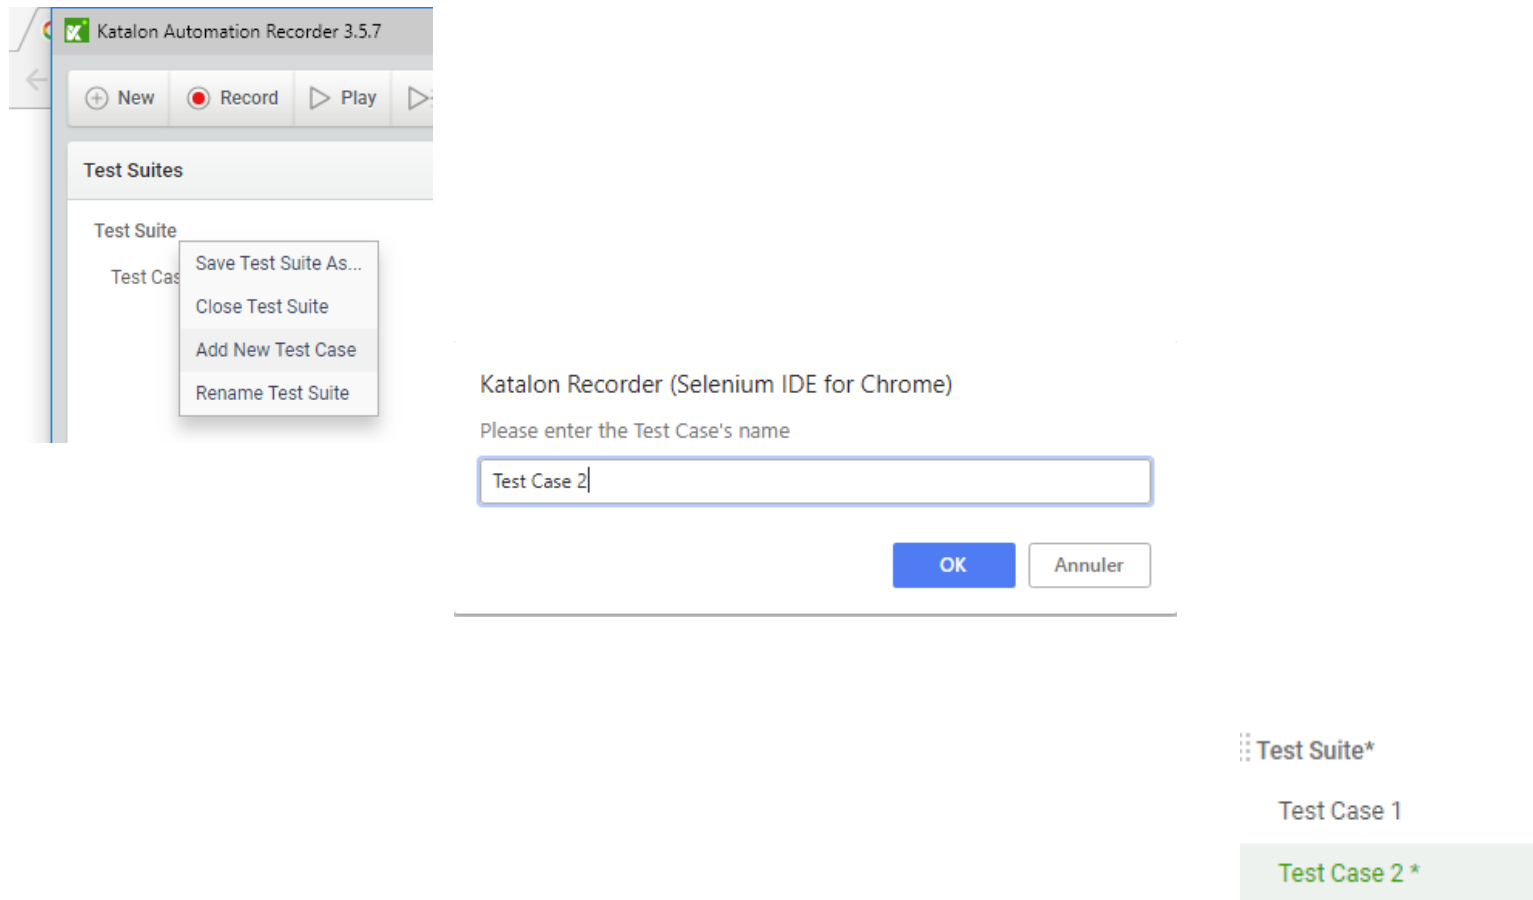 Katalon Automation Recorder 3.5.7
New Record Play
Test Suites
Test Suite
Test Cas
Save Test Suite As...
Close Test Suite
Add New Test Case
Rename Test Suite
Katalon Recorder (Selenium IDE for Chrome)
Please enter the Test Case's name
Test Case 2
OK Annuler
Test Suite*
Test Case 1
Test Case 2 *